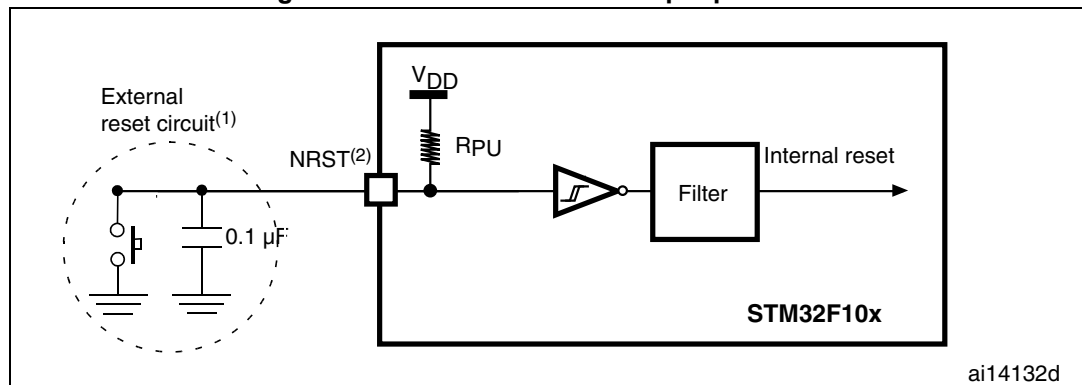 External
reset circuit(1)
VDD
RPU
NRST(2)
Internal reset
Filter
0.1 µF
STM32F10x
ai14132d